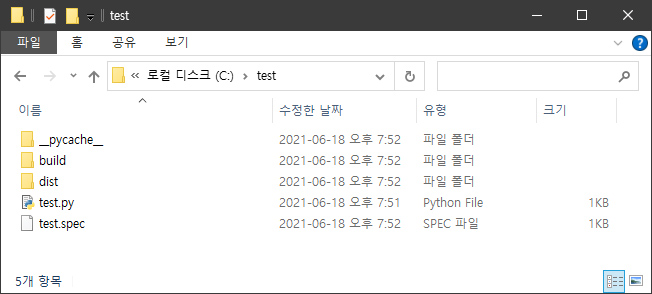 test
파일 홈 공유 보기
로컬 디스크 (C:) test
이름 수정한 날짜 유형 크기
__pycache__ 2021-06-18 오후 7:52 파일 폴더
build 2021-06-18 오후 7:52 파일 폴더
dist 2021-06-18 오후 7:52 파일 폴더
test.py 2021-06-18 오후 7:51 Python File 1KB
test.spec 2021-06-18 오후 7:52 SPEC 파일 1KB
5개 항목